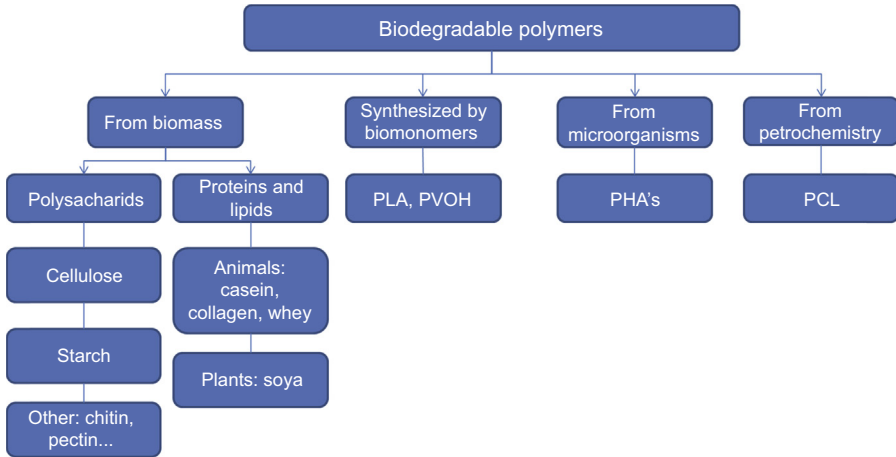 Biodegradable polymers
From biomass
Synthesized by
biomonomers
From
microorganisms
From
petrochemistry
Polysacharids
Proteins and
lipids
PLA, PVOH
PHA's
PCL
Cellulose
Animals:
casein,
collagen, whey
Starch
Plants: soya
Other: chitin,
pectin...